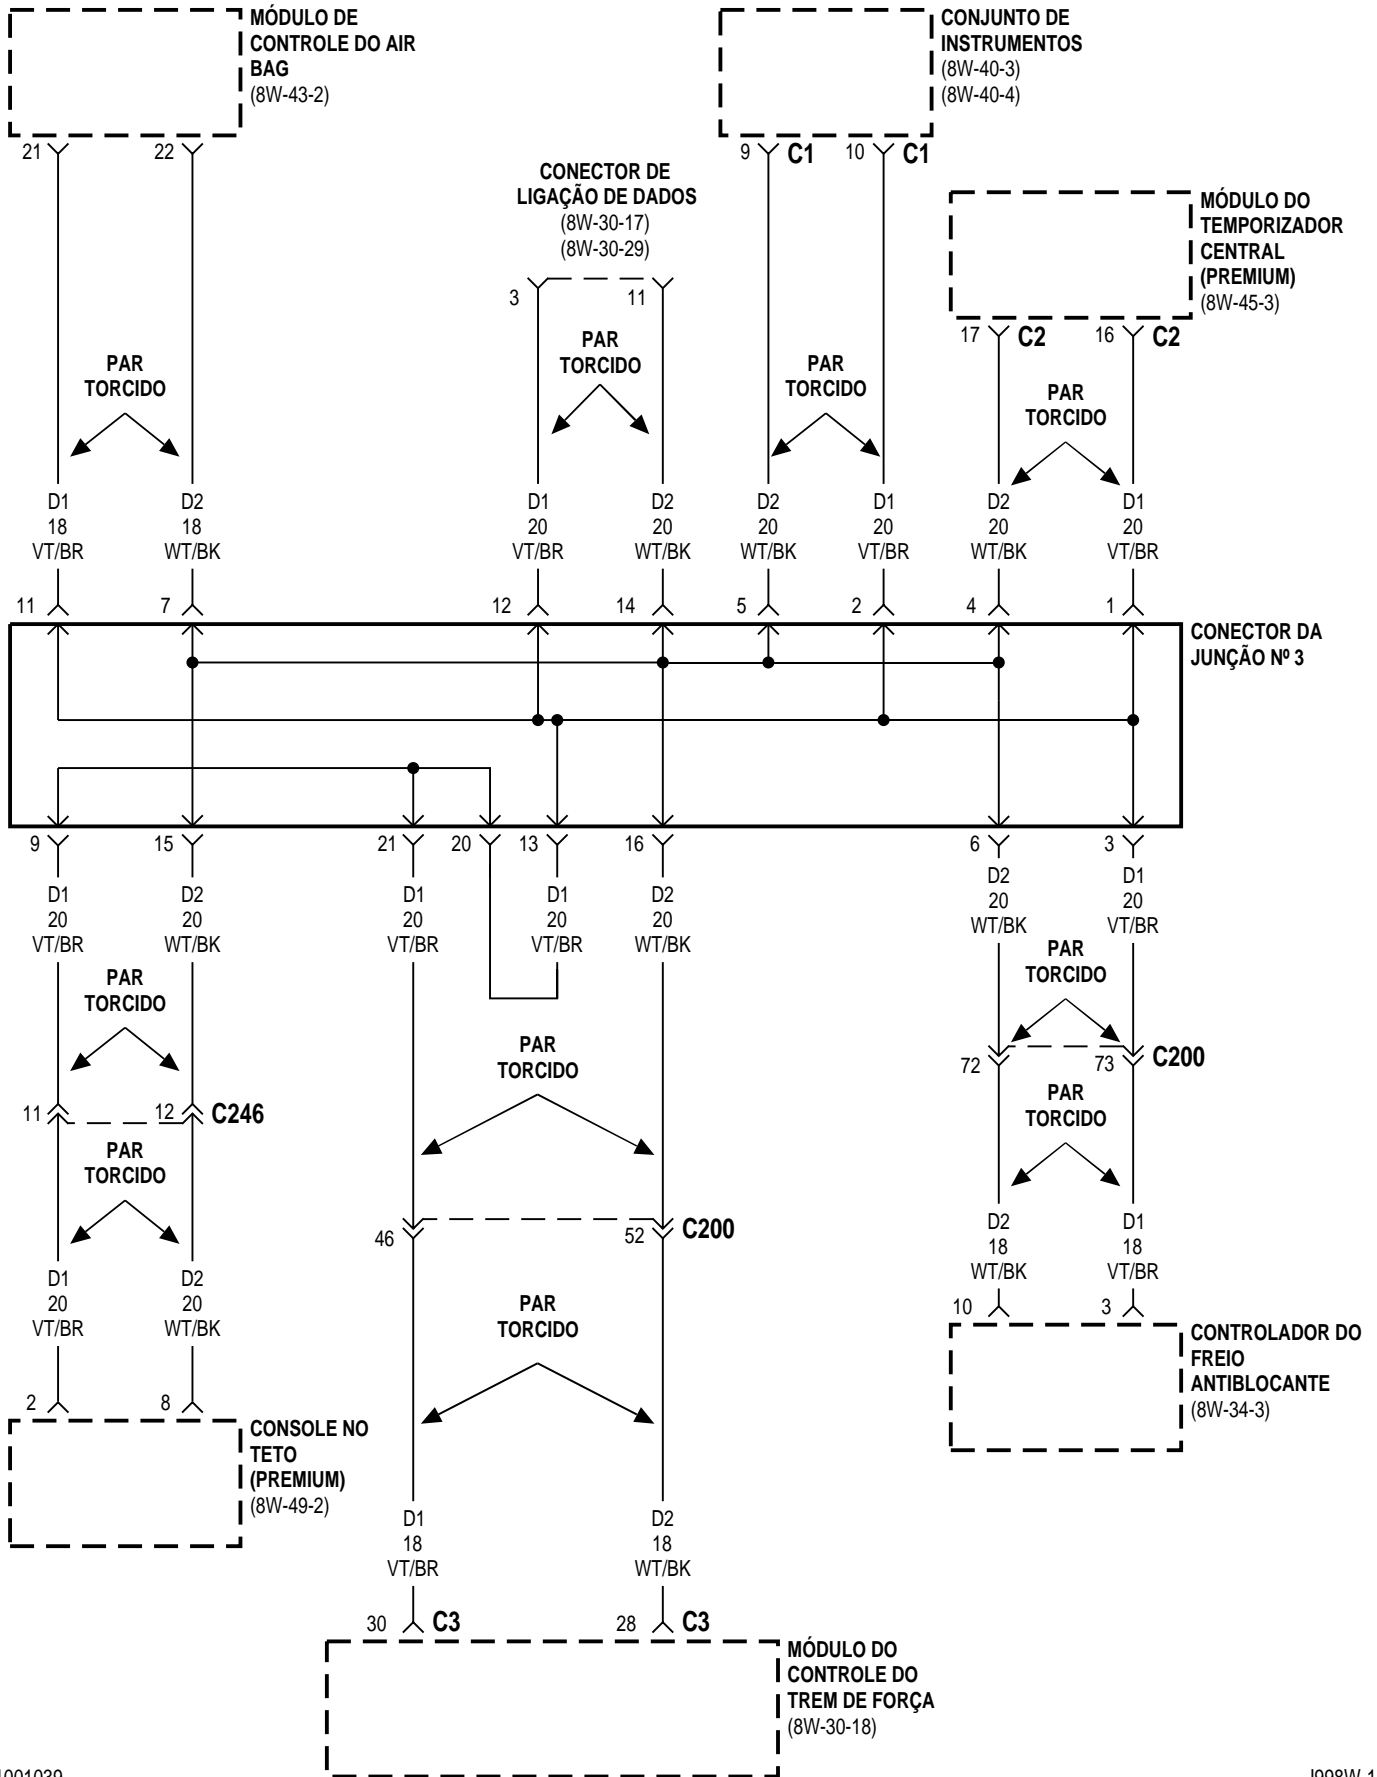 MÓDULO DE
CONTROLE DO AIR
BAG
(8W-43-2)
CONJUNTO DE
INSTRUMENTOS
(8W-40-3)
(8W-40-4)
21
22
9 C1
10 C1
CONECTOR DE
LIGAÇÃO DE DADOS
(8W-30-17)
(8W-30-29)
MÓDULO DO
TEMPORIZADOR
CENTRAL
(PREMIUM)
(8W-45-3)
3
11
17 C2
16 C2
PAR
TORCIDO
PAR
TORCIDO
PAR
TORCIDO
PAR
TORCIDO
D1
18
VT/BR
D2
18
WT/BK
D1
20
VT/BR
D2
20
WT/BK
D2
20
WT/BK
D1
20
VT/BR
D2
20
WT/BK
D1
20
VT/BR
11
7
12
14
5
2
4
1
CONECTOR DA
JUNÇÃO Nº 3
9
15
21
20
13
16
6
3
D1
20
VT/BR
D2
20
WT/BK
D1
20
VT/BR
D1
20
VT/BR
D2
20
WT/BK
D2
20
WT/BK
D1
20
VT/BR
PAR
TORCIDO
PAR
TORCIDO
PAR
TORCIDO
72
73
C200
11
12
C246
PAR
TORCIDO
PAR
TORCIDO
46
52
C200
D2
18
WT/BK
D1
18
VT/BR
D1
20
VT/BR
D2
20
WT/BK
PAR
TORCIDO
10
3
CONTROLADOR DO
FREIO
ANTIBLOCANTE
(8W-34-3)
2
8
CONSOLE NO
TETO
(PREMIUM)
(8W-49-2)
D1
18
VT/BR
D2
18
WT/BK
30 C3
28 C3
MÓDULO DO
CONTROLE DO
TREM DE FORÇA
(8W-30-18)